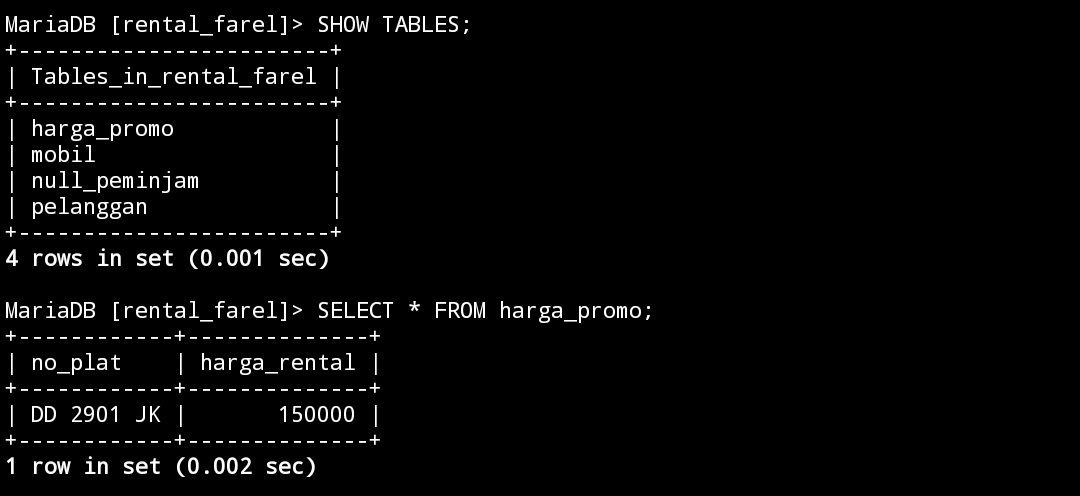 MariaDB [rental_farel]> SHOW TABLES;
+------------------------+
| Tables_in_rental_farel |
+------------------------+
| harga_promo            |
| mobil                  |
| null_peminjam          |
| pelanggan              |
+------------------------+
4 rows in set (0.001 sec)

MariaDB [rental_farel]> SELECT * FROM harga_promo;
+------------+--------------+
| no_plat    | harga_rental |
+------------+--------------+
| DD 2901 JK |       150000 |
+------------+--------------+
1 row in set (0.002 sec)